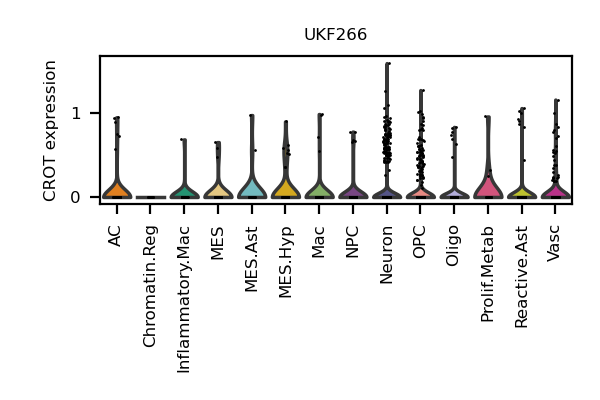 UKF266
CROT expression
1
0
AC
Chromatin.Reg
Inflammatory.Mac
MES
MES.Ast
MES.Hyp
Mac
NPC
Neuron
OPC
Oligo
Prolif.Metab
Reactive.Ast
Vasc